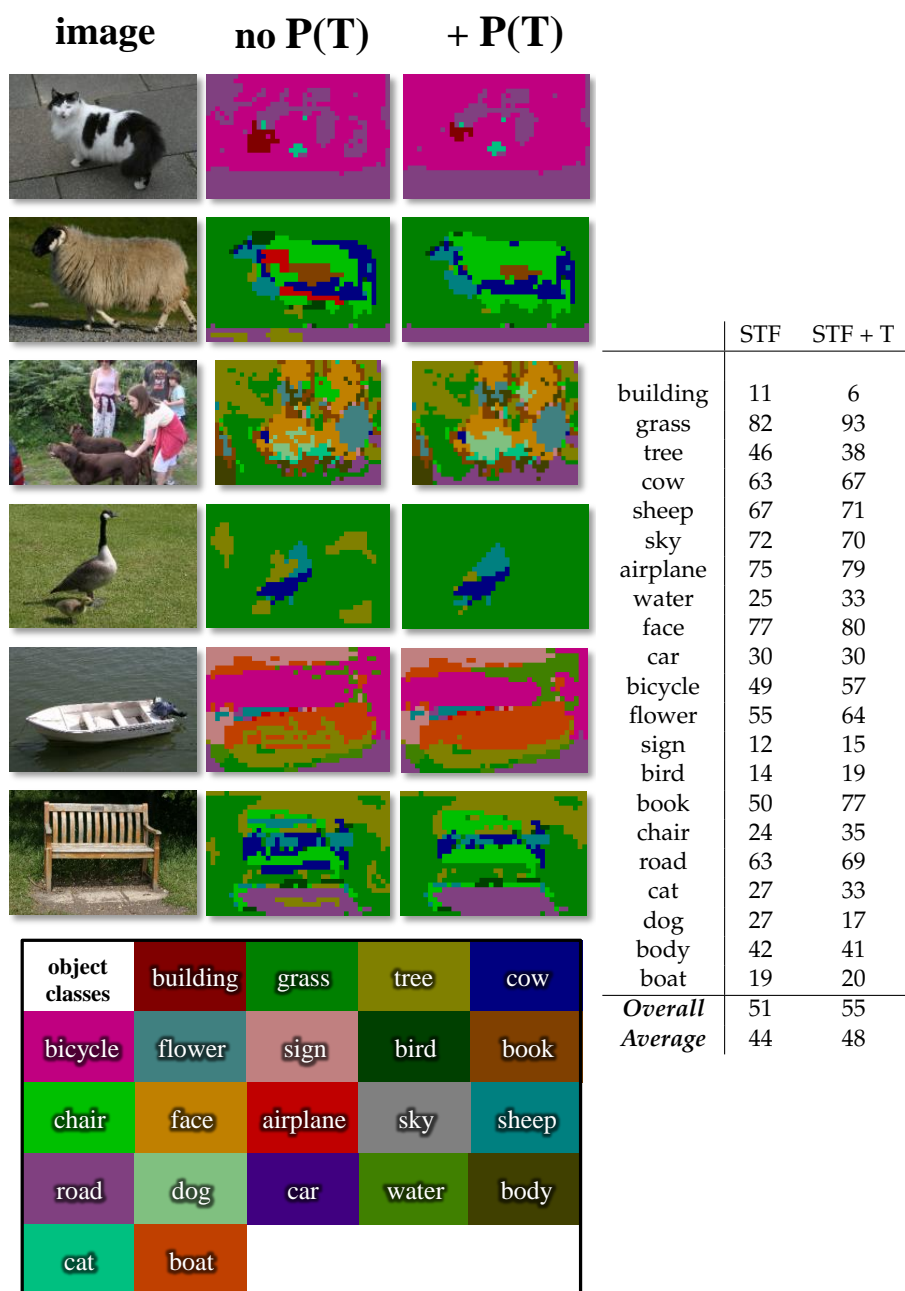 image no P(T) + P(T)
STF STF + T
building 11 6
grass 82 93
tree 46 38
cow 63 67
sheep 67 71
sky 72 70
airplane 75 79
water 25 33
face 77 80
car 30 30
bicycle 49 57
flower 55 64
sign 12 15
bird 14 19
book 50 77
chair 24 35
road 63 69
cat 27 33
dog 27 17
body 42 41
boat 19 20
Overall 51 55
Average 44 48
object
classes
building grass tree cow
bicycle flower sign bird book
chair face airplane sky sheep
road dog car water body
cat boat